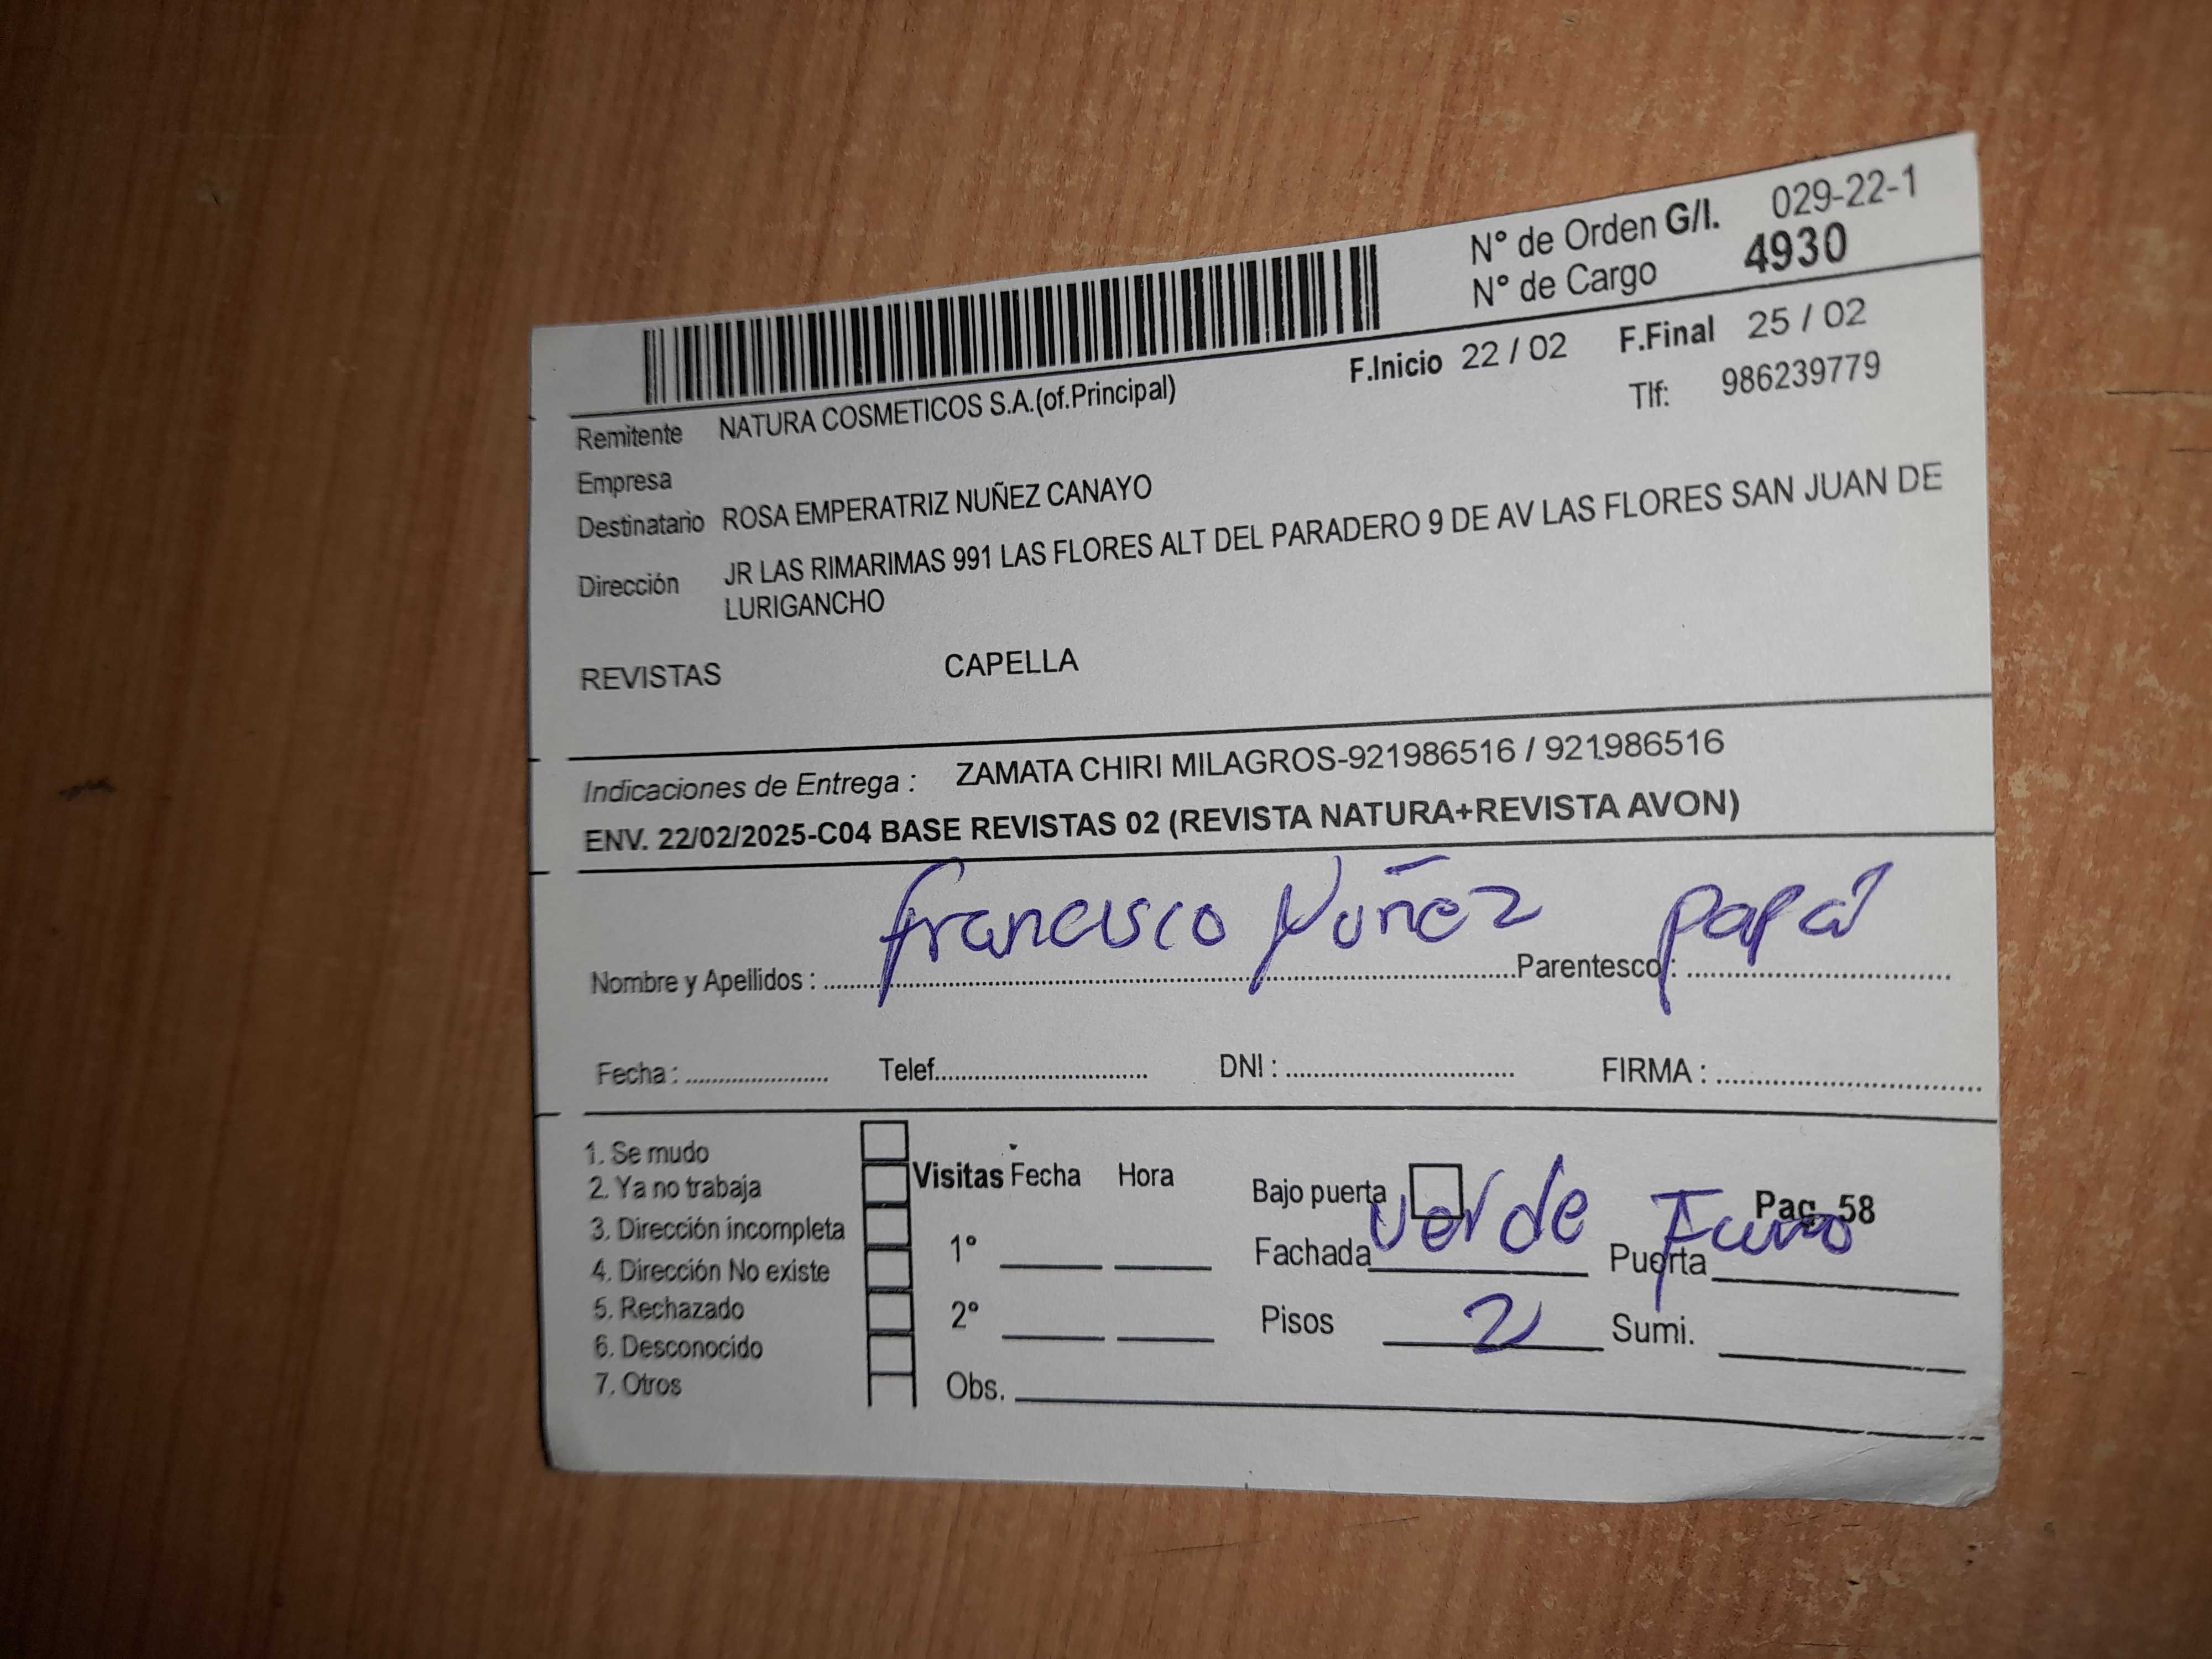 N° de Orden G/I. 029-22-1
N° de Cargo 4930
F.Inicio 22 / 02 F.Final 25 / 02
Remitente NATURA COSMETICOS S.A.(of.Principal) Tlf: 986239779
Empresa
Destinatario ROSA EMPERATRIZ NUÑEZ CANAYO
Dirección JR LAS RIMARIMAS 991 LAS FLORES ALT DEL PARADERO 9 DE AV LAS FLORES SAN JUAN DE
LURIGANCHO
REVISTAS CAPELLA
Indicaciones de Entrega : ZAMATA CHIRI MILAGROS-921986516 / 921986516
ENV. 22/02/2025-C04 BASE REVISTAS 02 (REVISTA NATURA+REVISTA AVON)
Nombre y Apellidos : francisco Nuñez Parentesco : papá
Fecha : Telef. DNI : FIRMA :
1. Se mudo
2. Ya no trabaja
3. Dirección incompleta
4. Dirección No existe
5. Rechazado
6. Desconocido
7. Otros
Visitas Fecha Hora
1°
2°
Obs.
Bajo puerta Pag. 58
Fachada Verde Puerta
Pisos 2 Sumi.